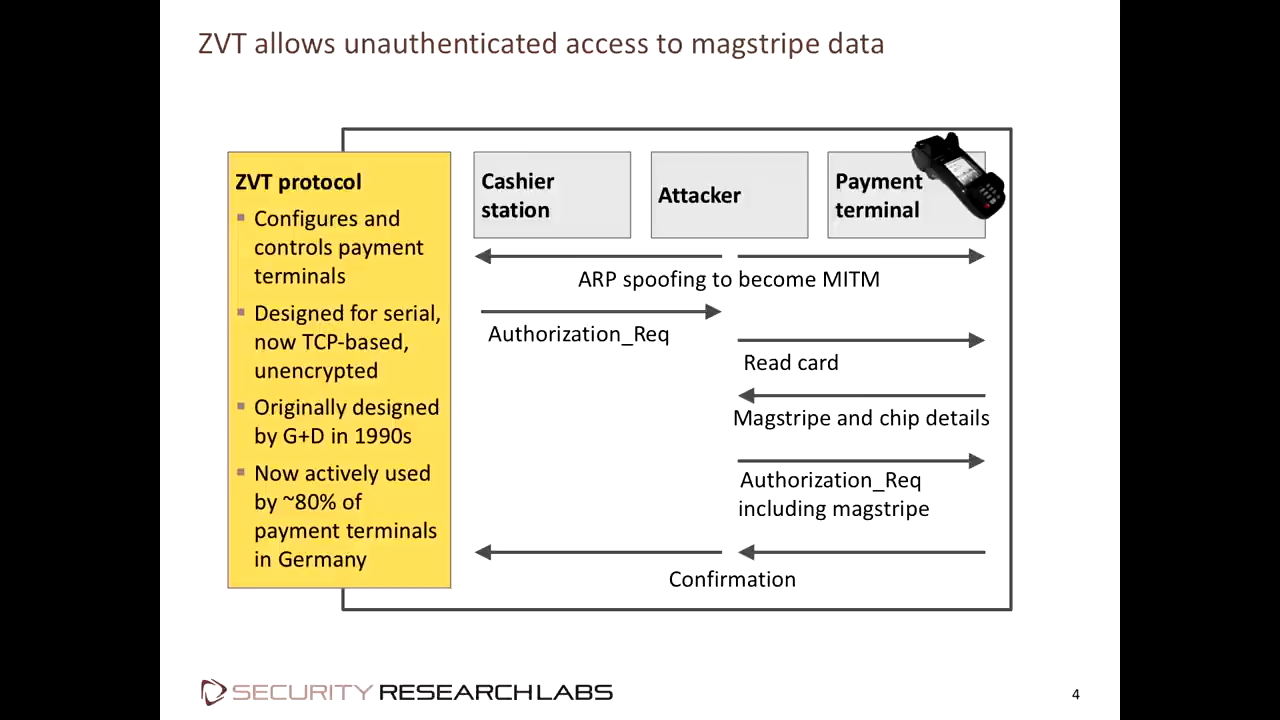 ZVT allows unauthenticated access to magstripe data
ZVT protocol
▪ Configures and
controls payment
terminals
▪ Designed for serial,
now TCP-based,
unencrypted
▪ Originally designed
by G+D in 1990s
▪ Now actively used
by ~80% of
payment terminals
in Germany
Cashier
station
Attacker
Payment
terminal
ARP spoofing to become MITM
Authorization_Req
Read card
Magstripe and chip details
Authorization_Req
including magstripe
Confirmation
SECURITY RESEARCH LABS
4